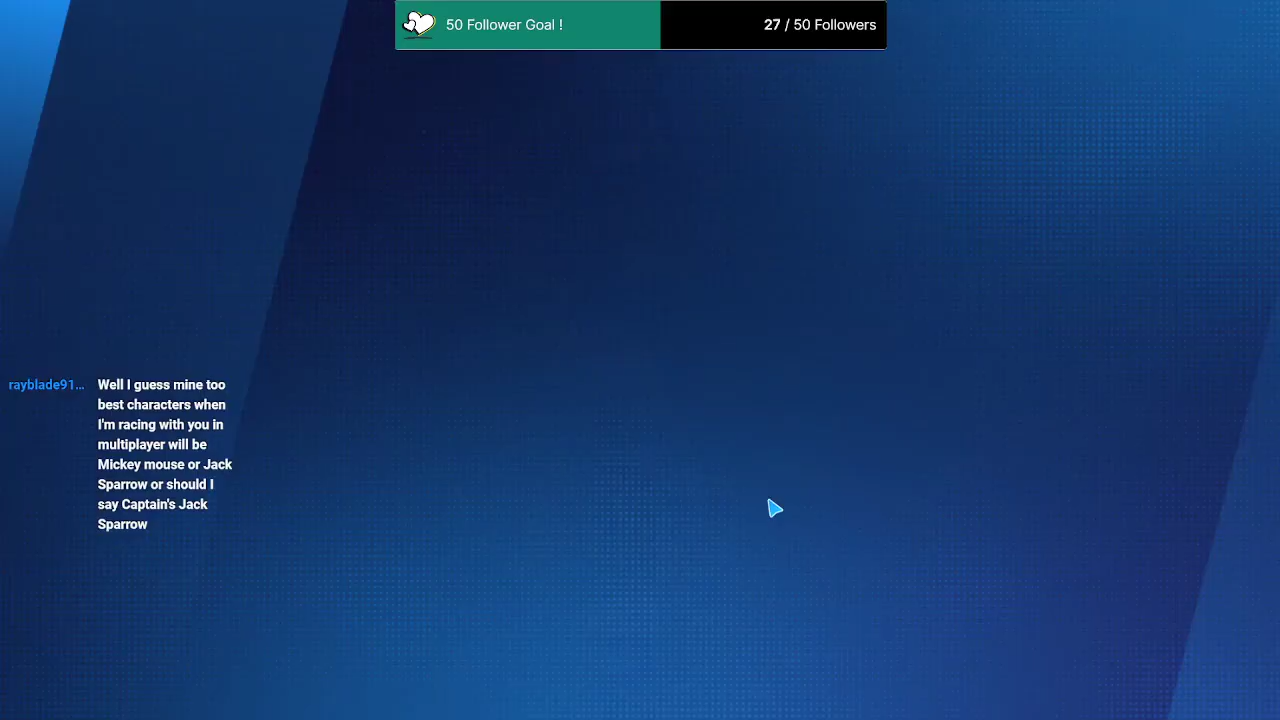 50 Follower Goal !
27 / 50 Followers
rayblade91...
Well I guess mine too
best characters when
I'm racing with you in
multiplayer will be
Mickey mouse or Jack
Sparrow or should I
say Captain's Jack
Sparrow